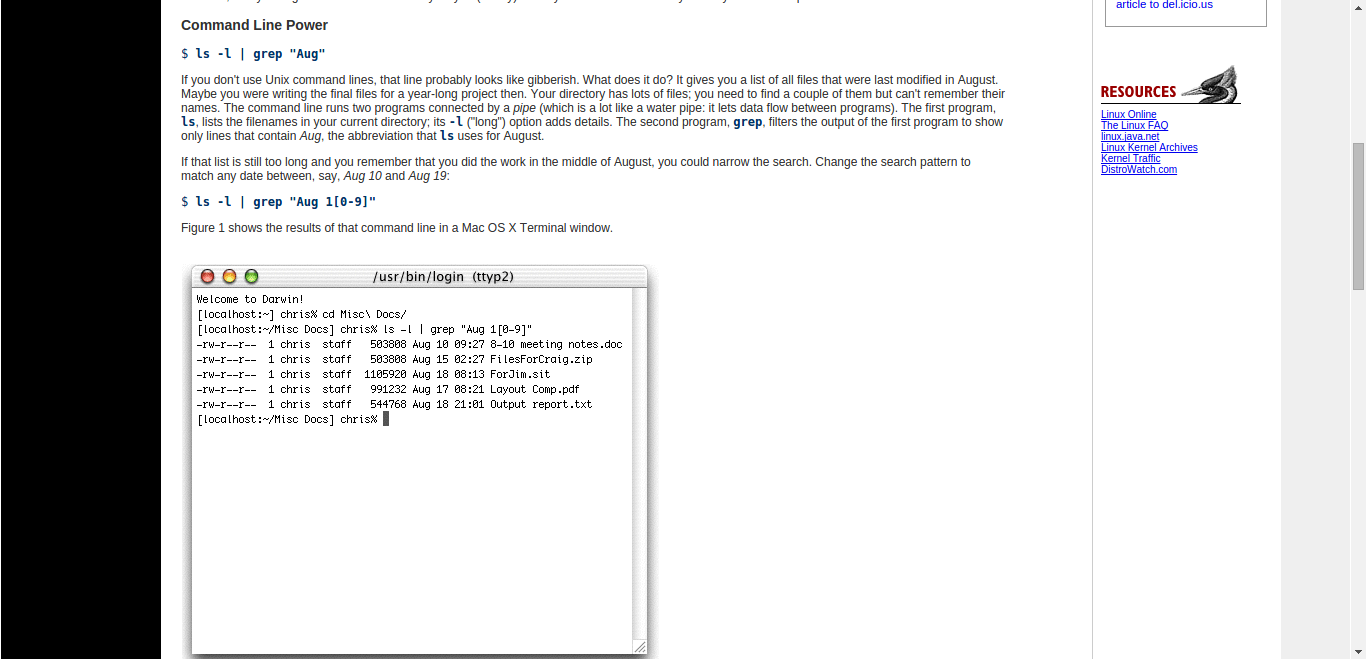 Command Line Power
$ ls -l | grep "Aug"
If you don't use Unix command lines, that line probably looks like gibberish. What does it do? It gives you a list of all files that were last modified in August.
Maybe you were writing the final files for a year-long project then. Your directory has lots of files; you need to find a couple of them but can't remember their
names. The command line runs two programs connected by a pipe (which is a lot like a water pipe: it lets data flow between programs). The first program,
ls, lists the filenames in your current directory; its -l ("long") option adds details. The second program, grep, filters the output of the first program to show
only lines that contain Aug, the abbreviation that ls uses for August.
If that list is still too long and you remember that you did the work in the middle of August, you could narrow the search. Change the search pattern to
match any date between, say, Aug 10 and Aug 19:
$ ls -l | grep "Aug 1[0-9]"
Figure 1 shows the results of that command line in a Mac OS X Terminal window.
/usr/bin/login (ttyp2)
Welcome to Darwin!
[localhost:~] chris% cd Misc\ Docs/
[localhost:~/Misc Docs] chris% ls -l | grep "Aug 1[0-9]"
-rw-r--r-- 1 chris staff 503808 Aug 10 09:27 8-10 meeting notes.doc
-rw-r--r-- 1 chris staff 503808 Aug 15 02:27 FilesForCraig.zip
-rw-r--r-- 1 chris staff 1105920 Aug 18 08:13 ForJim.sit
-rw-r--r-- 1 chris staff 991232 Aug 17 08:21 Layout Comp.pdf
-rw-r--r-- 1 chris staff 544768 Aug 18 21:01 Output report.txt
[localhost:~/Misc Docs] chris%
article to del.icio.us
RESOURCES
Linux Online
The Linux FAQ
linux.java.net
Linux Kernel Archives
Kernel Traffic
DistroWatch.com